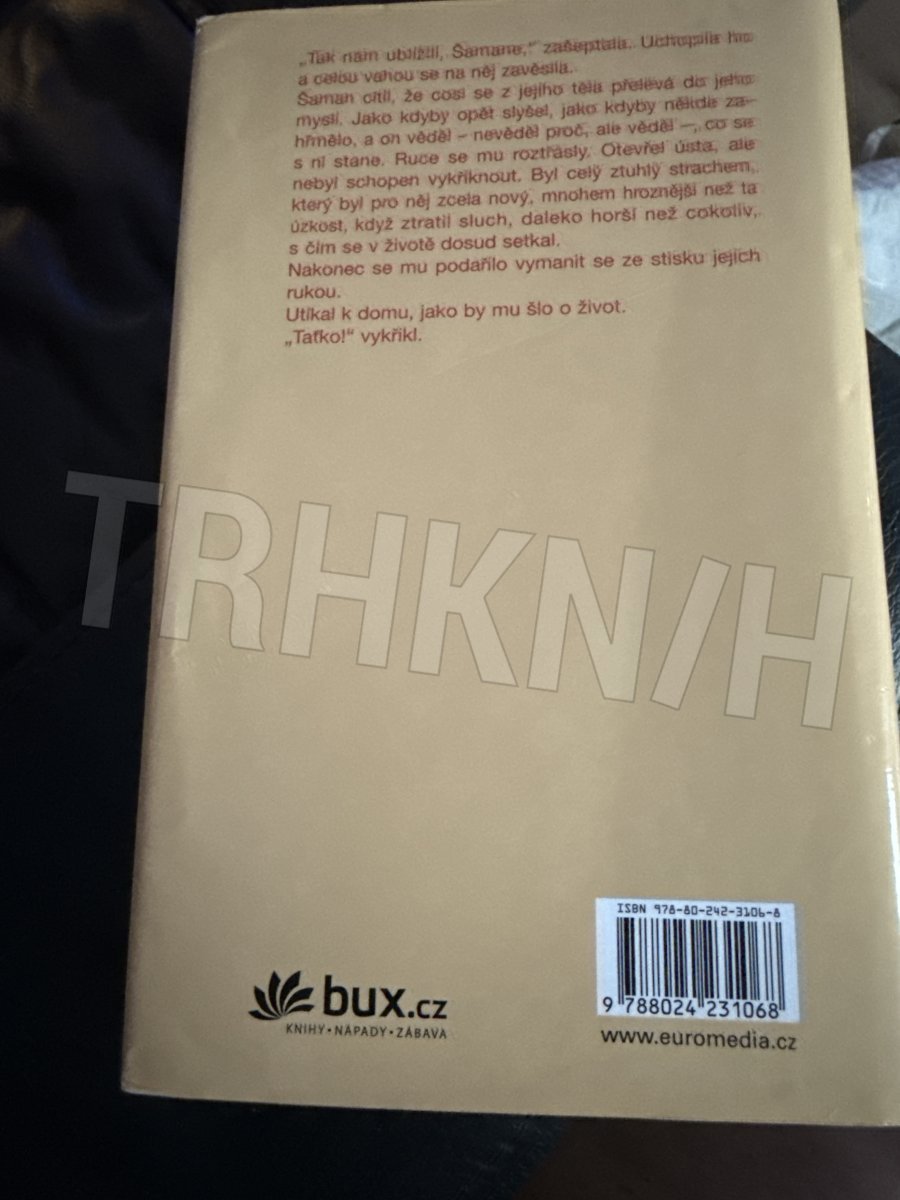 „Tak nám ublížili, Šamane,“ zašeptala. Uchopila ho
a celou vahou se na něj zavěsila.
Šaman cítil, že cosi se z jejího těla přelévá do jeho
mysli. Jako kdyby opět slyšel, jako kdyby někde za-
hřmělo, a on věděl – nevěděl proč, ale věděl –, co se
s ní stane. Ruce se mu roztřásly. Otevřel ústa, ale
nebyl schopen vykřiknout. Byl celý ztuhlý strachem,
který byl pro něj zcela nový, mnohem hroznější než ta
úzkost, když ztratil sluch, daleko horší než cokoliv,
s čím se v životě dosud setkal.
Nakonec se mu podařilo vymanit se ze stisku jejích
rukou.
Utíkal k domu, jako by mu šlo o život.
„Taťko!“ vykřikl.
TRHKN/H
ISBN 978-80-242-3106-8
9 788024 231068
bux.cz
KNIHY • NÁPADY • ZÁBAVA
www.euromedia.cz